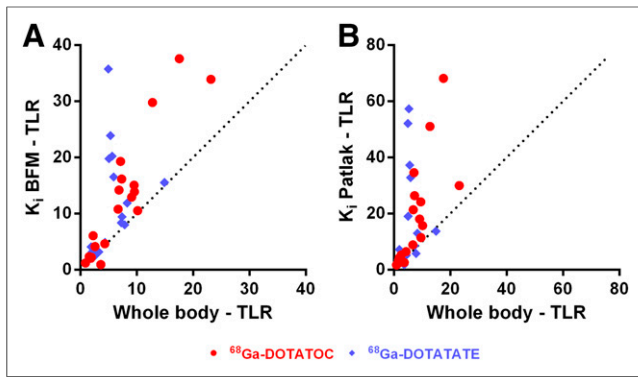 A
B
40
30
20
10
0
Ki BFM - TLR
0 10 20 30 40
Whole body - TLR
80
60
40
20
0
Ki Patlak - TLR
0 20 40 60 80
Whole body - TLR
68Ga-DOTATOC 68Ga-DOTATATE